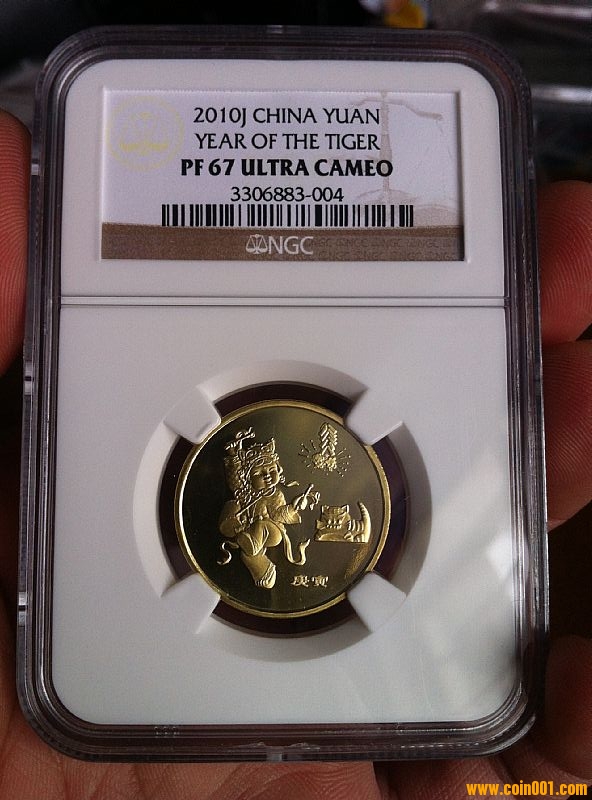 2010J CHINA YUAN
YEAR OF THE TIGER
PF 67 ULTRA CAMEO
3306883-004
NGC
庚寅
www.coin001.com